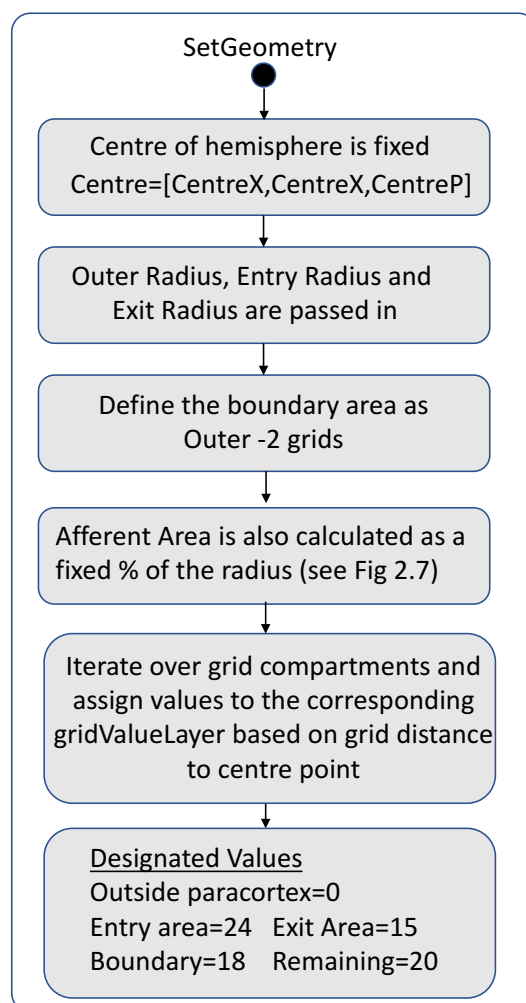 SetGeometry
Centre of hemisphere is fixed
Centre=[CentreX,CentreX,CentreP]
Outer Radius, Entry Radius and
Exit Radius are passed in
Define the boundary area as
Outer -2 grids
Afferent Area is also calculated as a
fixed % of the radius (see Fig 2.7)
Iterate over grid compartments and
assign values to the corresponding
gridValueLayer based on grid distance
to centre point
Designated Values
Outside paracortex=0
Entry area=24 Exit Area=15
Boundary=18 Remaining=20